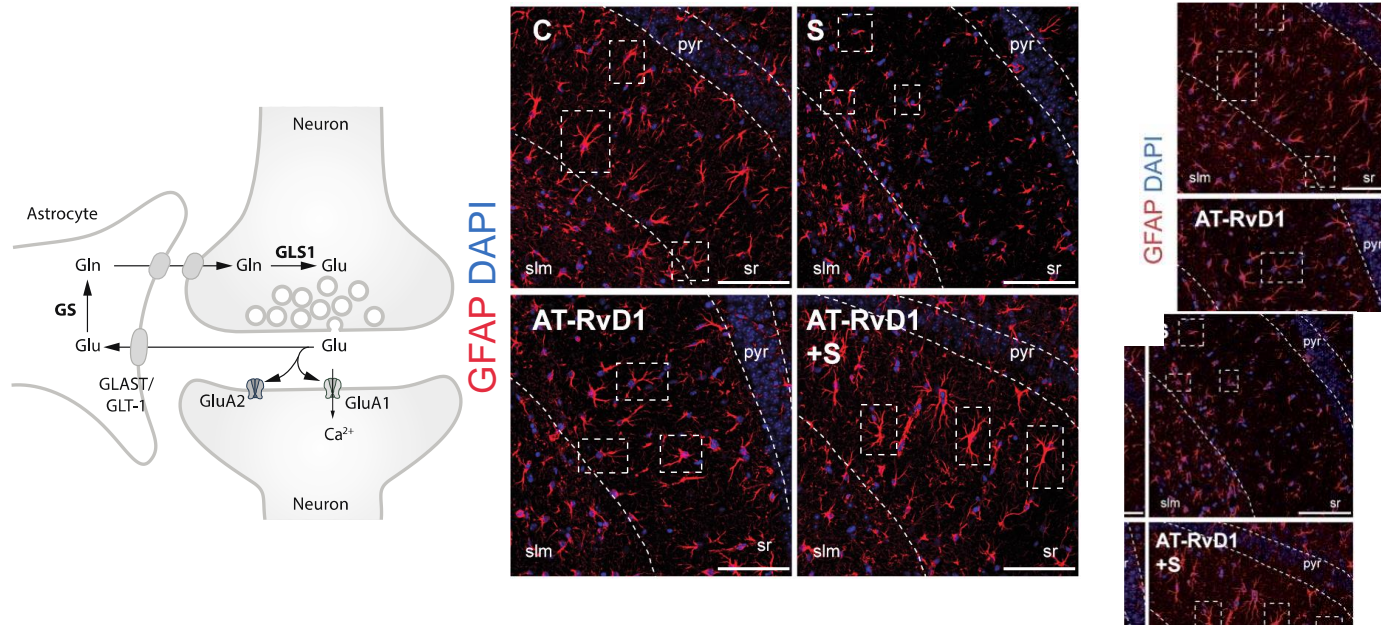 Neuron
Astrocyte
Gln
Gln
GLS1
Glu
GS
Glu
Glu
GLAST/
GLT-1
GluA2
GluA1
Ca²⁺
Neuron
GFAP DAPI
C
pyr
slm
sr
S
pyr
slm
sr
AT-RvD1
pyr
slm
sr
AT-RvD1
+S
pyr
slm
sr
GFAP DAPI
slm
sr
AT-RvD1
pyr
pyr
slm
sr
AT-RvD1
+S
pyr